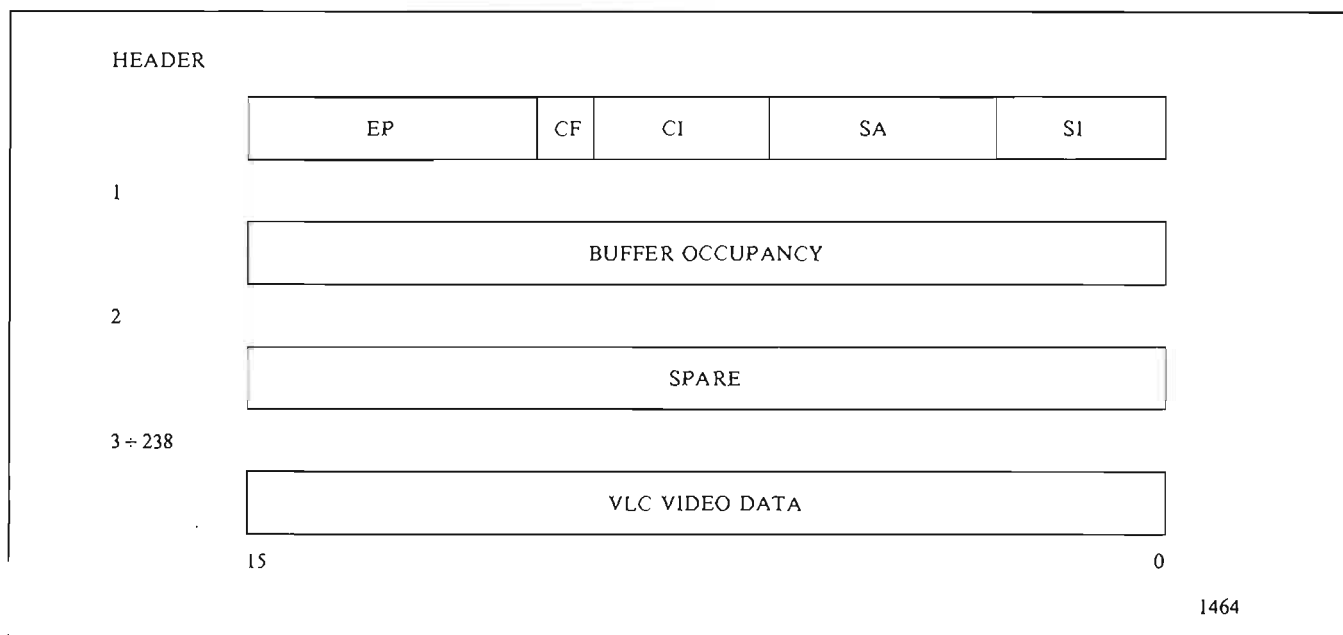 HEADER
EP CF CI SA SI
1
BUFFER OCCUPANCY
2
SPARE
3 ÷ 238
VLC VIDEO DATA
15 0
1464